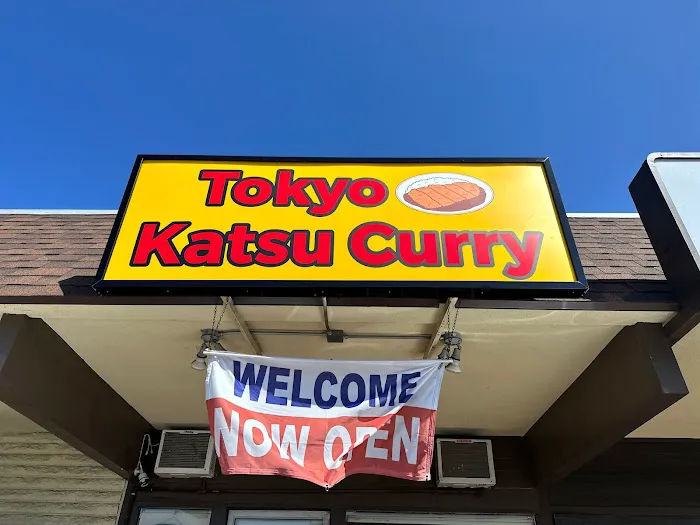 Tokyo
Katsu Curry
WELCOME
NOW OPEN